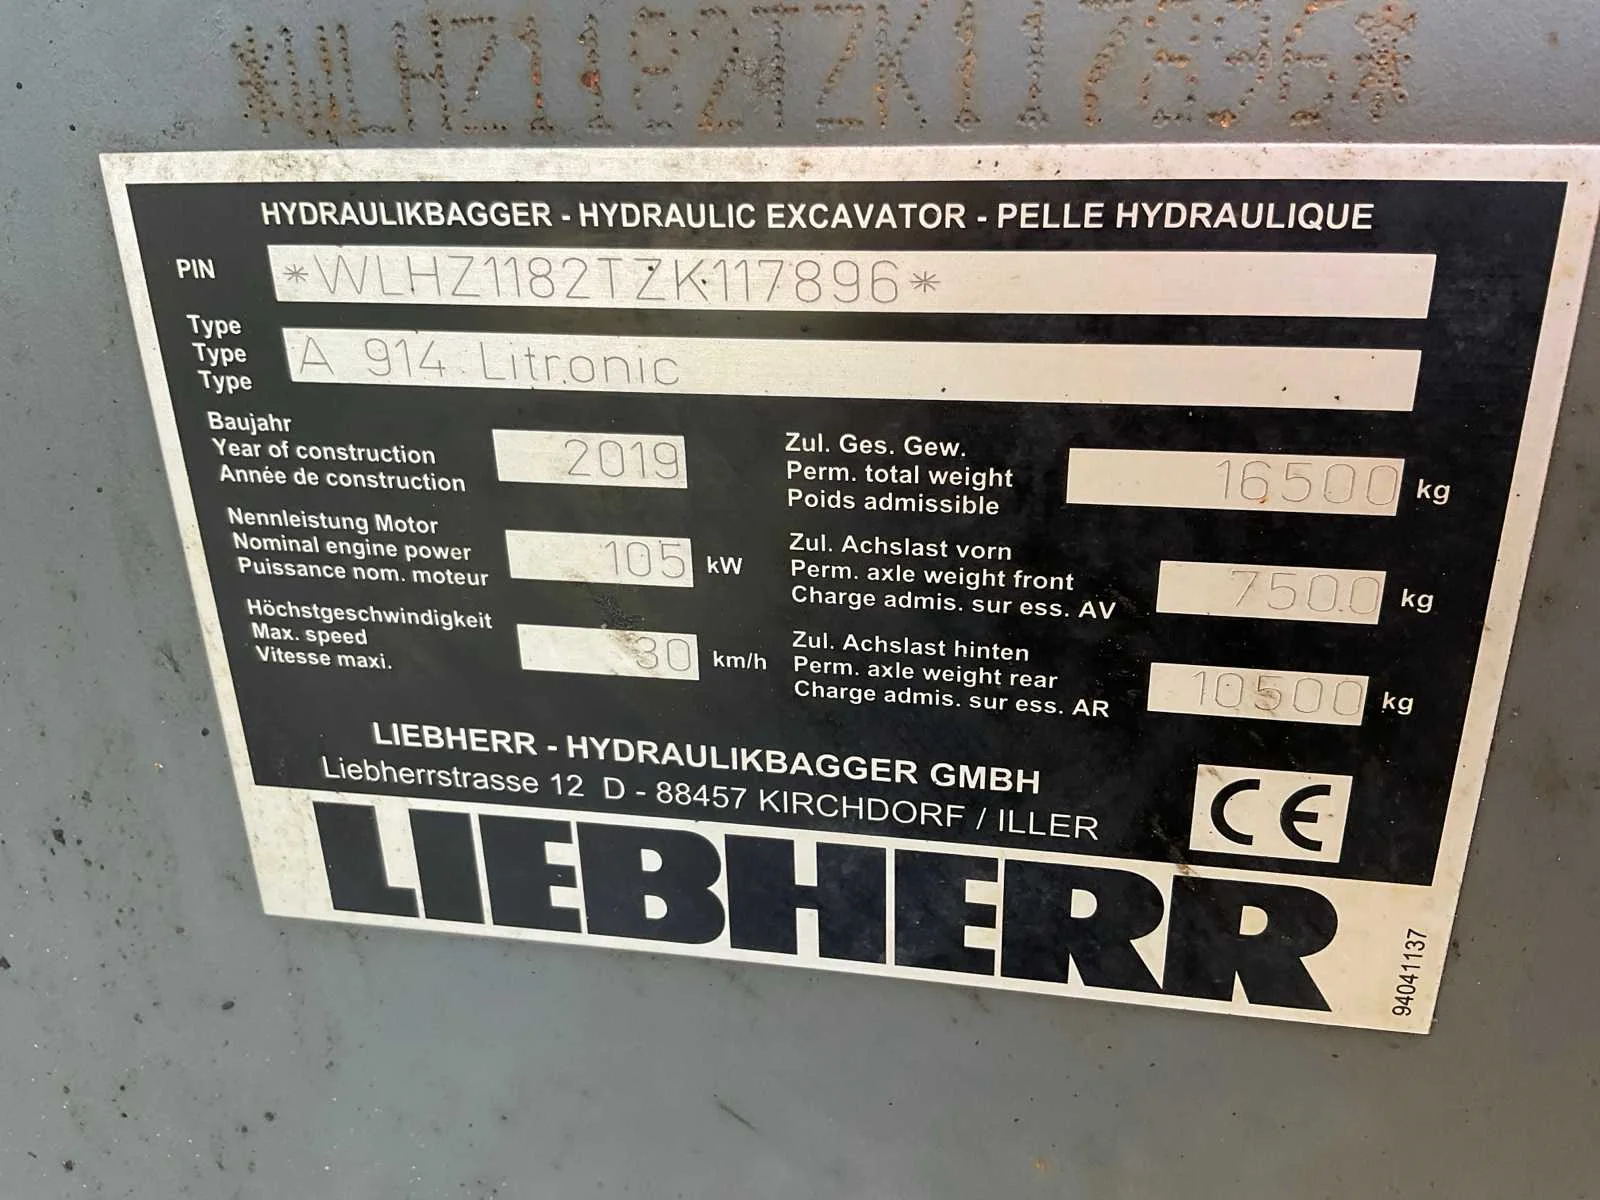 *WLHZ1182TZK117896*
HYDRAULIKBAGGER - HYDRAULIC EXCAVATOR - PELLE HYDRAULIQUE
PIN *WLHZ1182TZK117896*
Type
Type A 914 Litronic
Type
Baujahr
Year of construction 2019
Année de construction
Zul. Ges. Gew.
Perm. total weight 16500 kg
Poids admissible
Nennleistung Motor
Nominal engine power 105 kW
Puissance nom. moteur
Zul. Achslast vorn
Perm. axle weight front 7500 kg
Charge admis. sur ess. AV
Höchstgeschwindigkeit
Max. speed 30 km/h
Vitesse maxi.
Zul. Achslast hinten
Perm. axle weight rear 10500 kg
Charge admis. sur ess. AR
LIEBHERR - HYDRAULIKBAGGER GMBH
Liebherrstrasse 12 D - 88457 KIRCHDORF / ILLER
CE
LIEBHERR
94041137